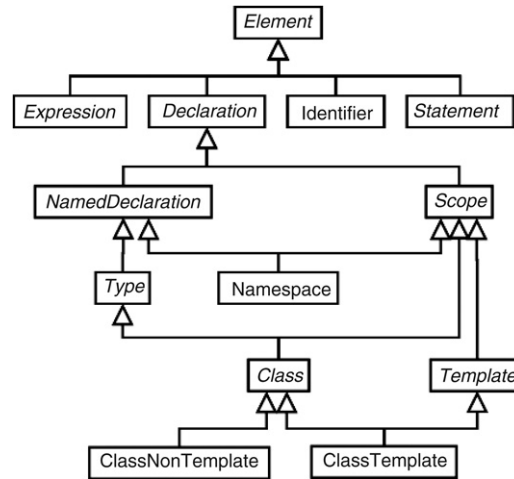 Element
Expression
Declaration
Identifier
Statement
NamedDeclaration
Scope
Type
Namespace
Class
Template
ClassNonTemplate
ClassTemplate